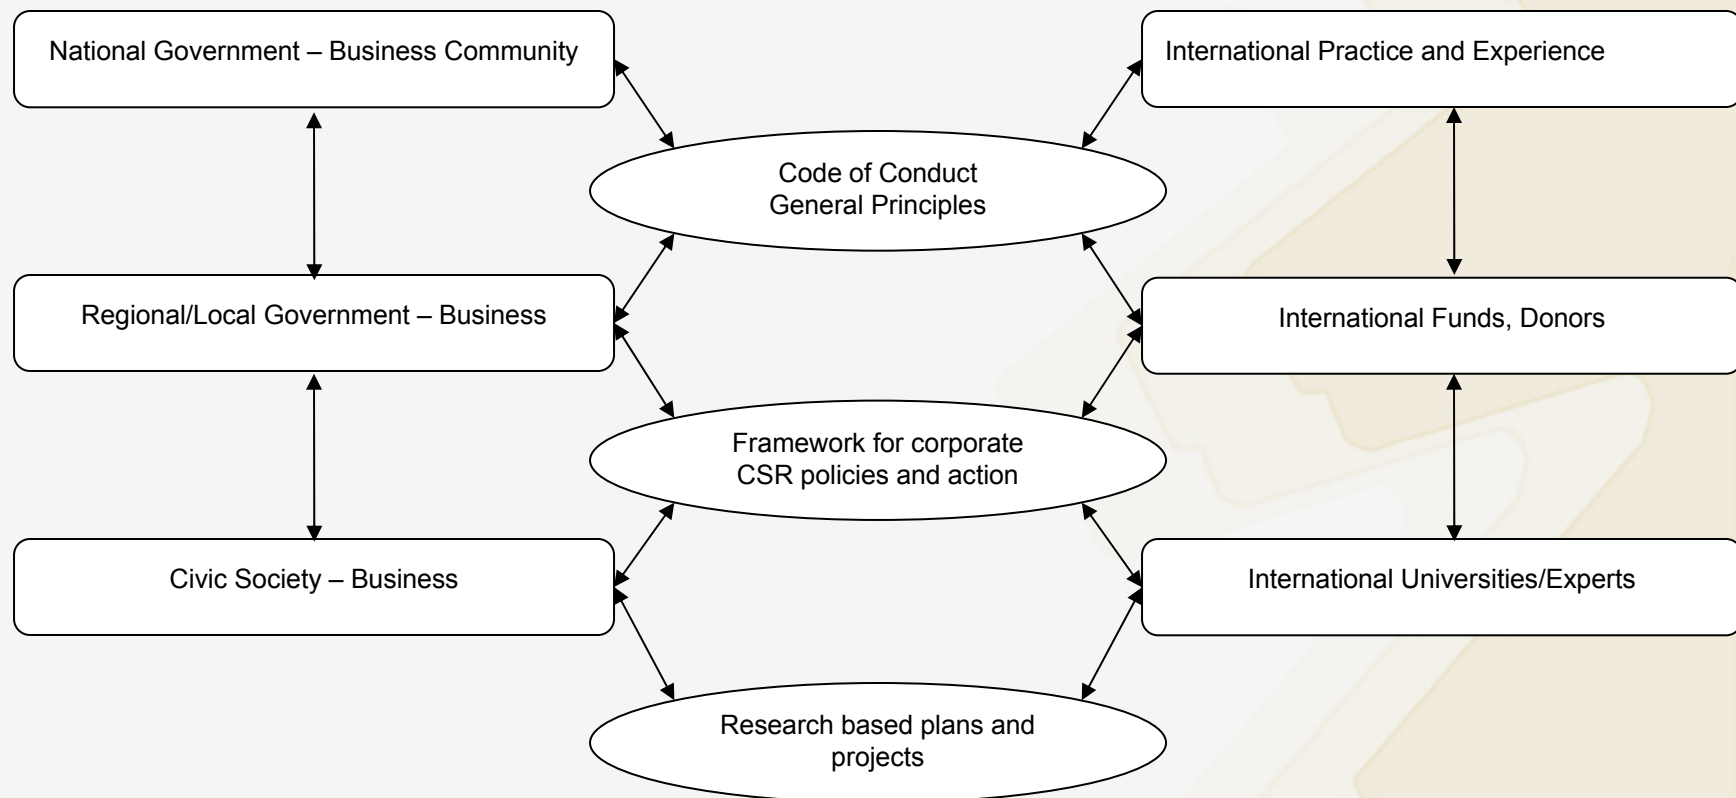 National Government – Business Community
International Practice and Experience
Code of Conduct
General Principles
Regional/Local Government – Business
International Funds, Donors
Framework for corporate
CSR policies and action
Civic Society – Business
International Universities/Experts
Research based plans and
projects